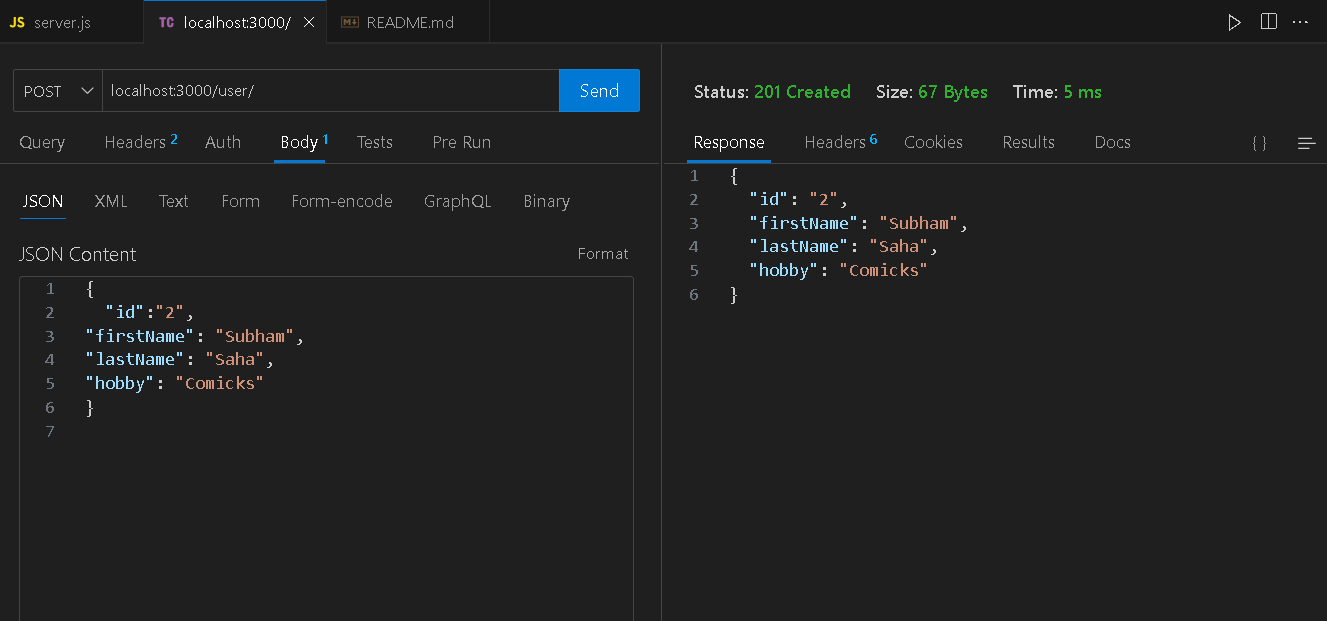 JS server.js TC localhost:3000/ × M↓ README.md ...
POST localhost:3000/user/ Send
Status: 201 Created Size: 67 Bytes Time: 5 ms
Query Headers 2 Auth Body 1 Tests Pre Run
Response Headers 6 Cookies Results Docs {}
JSON XML Text Form Form-encode GraphQL Binary
JSON Content Format
1 {
2 "id":"2",
3 "firstName": "Subham",
4 "lastName": "Saha",
5 "hobby": "Comicks"
6 }
7
1 {
2 "id": "2",
3 "firstName": "Subham",
4 "lastName": "Saha",
5 "hobby": "Comicks"
6 }